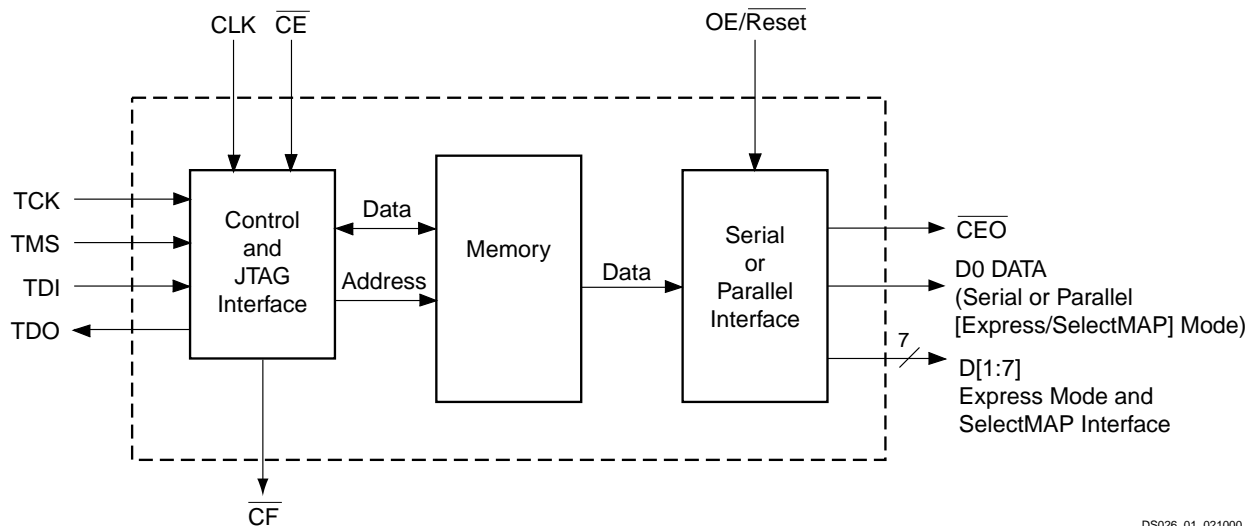 CLK
CE
OE/Reset
TCK
TMS
TDI
TDO
Control
and
JTAG
Interface
Data
Address
Memory
Data
Serial
or
Parallel
Interface
CEO
D0 DATA
(Serial or Parallel
[Express/SelectMAP] Mode)
7
D[1:7]
Express Mode and
SelectMAP Interface
CF
DS026_01_021000